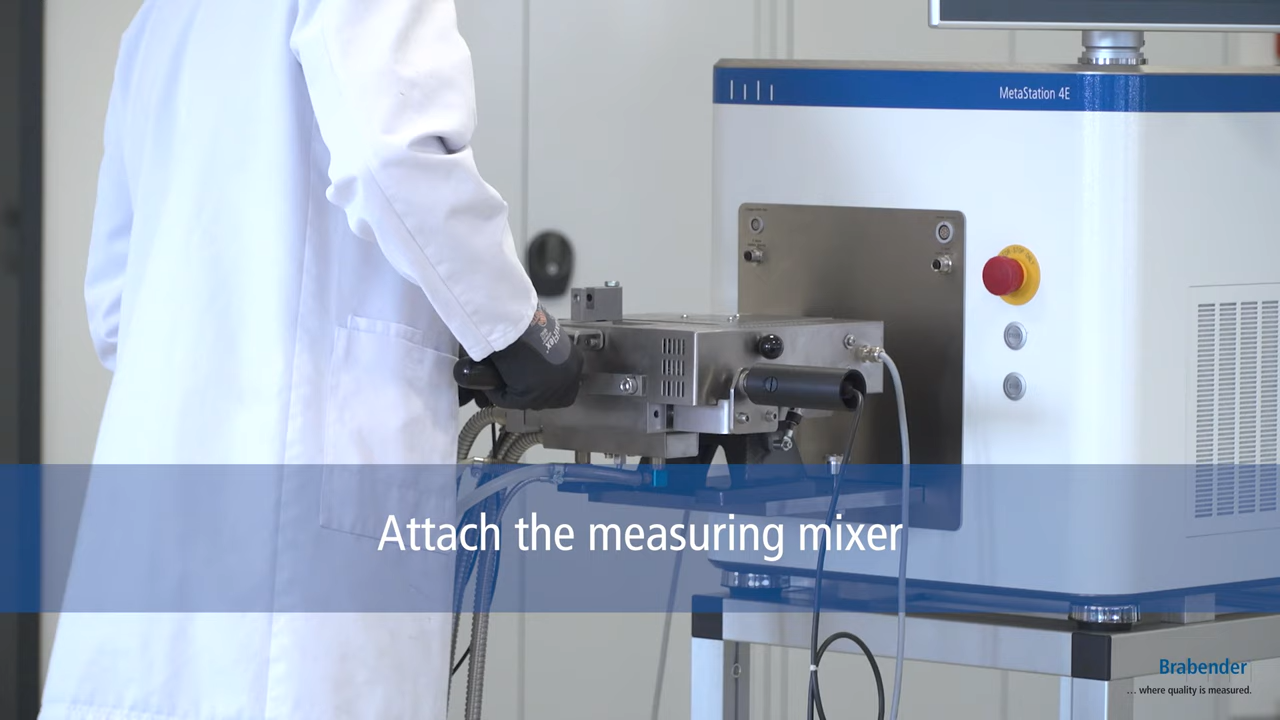 MetaStation 4E
Attach the measuring mixer
Brabender
... where quality is measured.